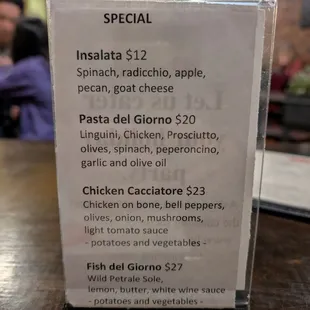 SPECIAL
Insalata $12
Spinach, radicchio, apple,
pecan, goat cheese
Pasta del Giorno $20
Linguini, Chicken, Prosciutto,
olives, spinach, peperoncino,
garlic and olive oil
Chicken Cacciatore $23
Chicken on bone, bell peppers,
olives, onion, mushrooms,
light tomato sauce
- potatoes and vegetables -
Fish del Giorno $27
Wild Petrale Sole,
lemon, butter, white wine sauce
- potatoes and vegetables -